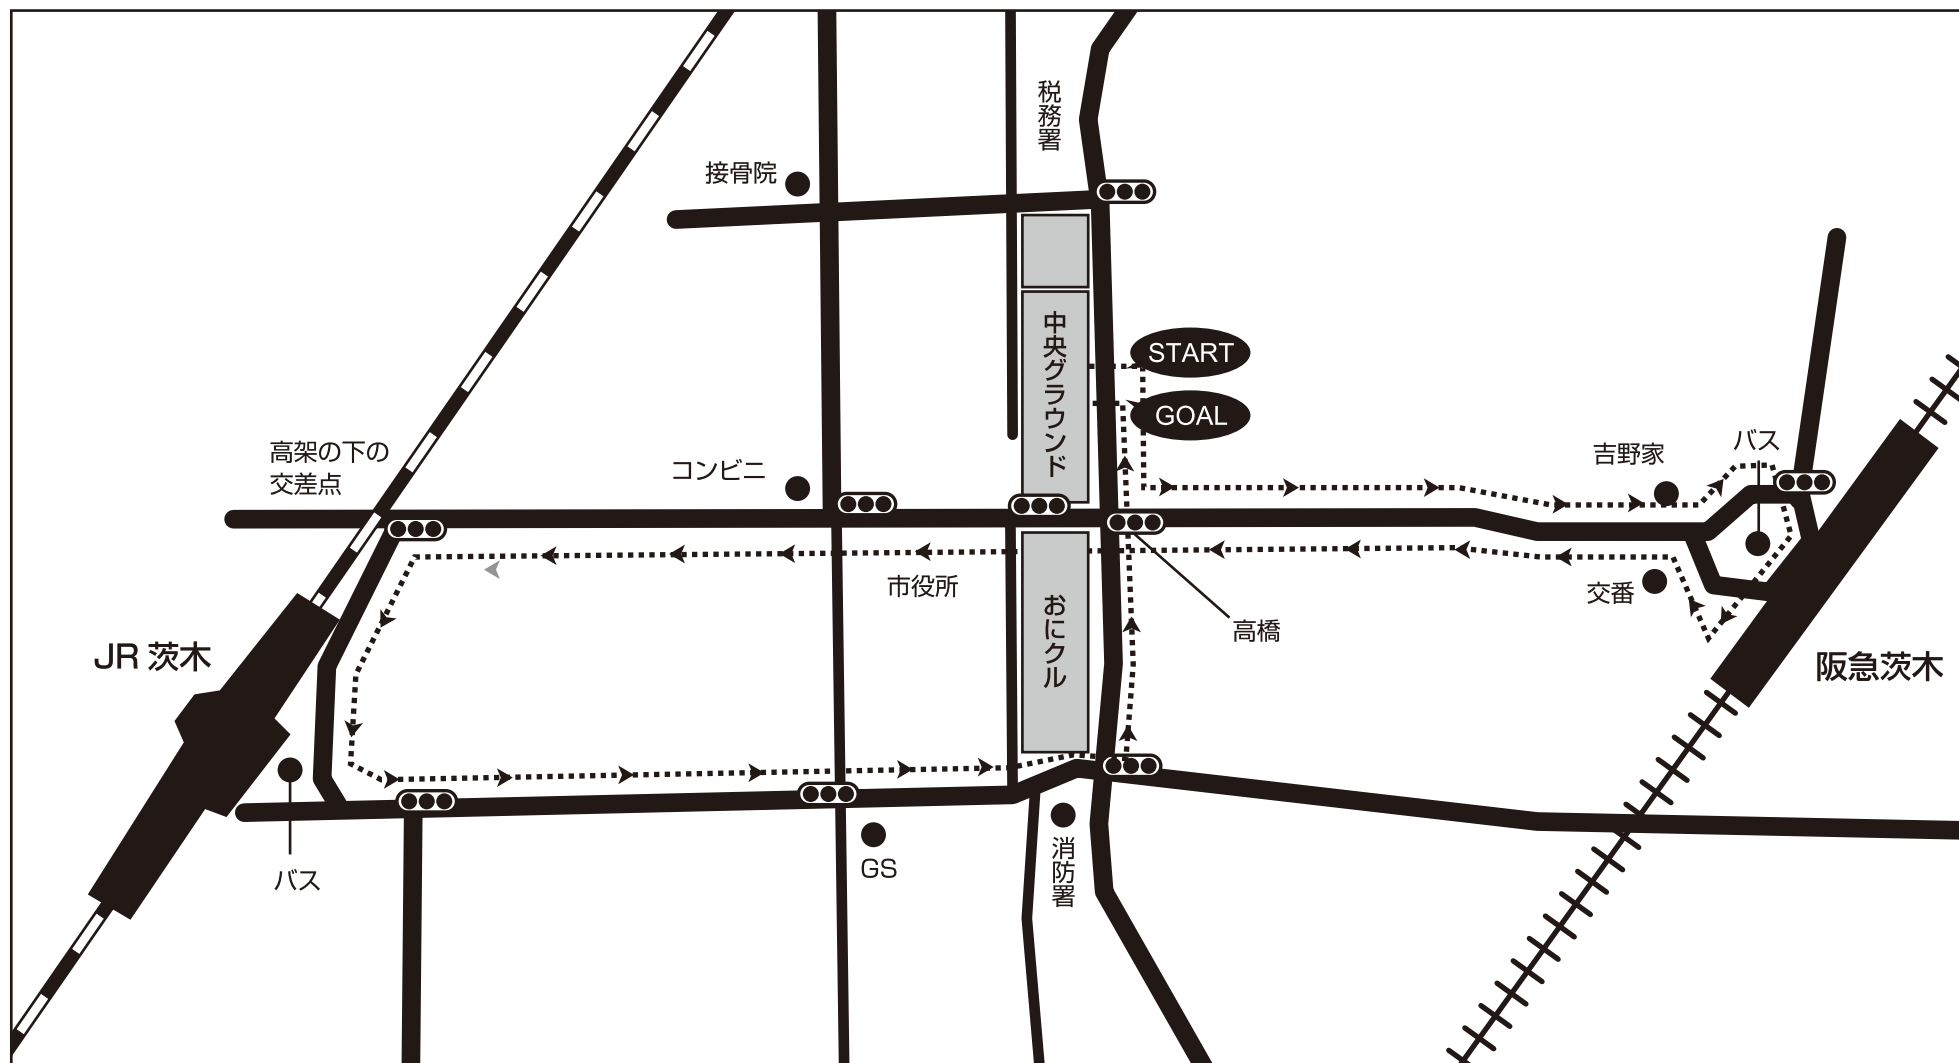 税務署
接骨院
中央グラウンド
START
GOAL
高架の下の
交差点
コンビニ
吉野家
バス
市役所
交番
おにクル
高橋
JR 茨木
阪急茨木
バス
GS
消防署